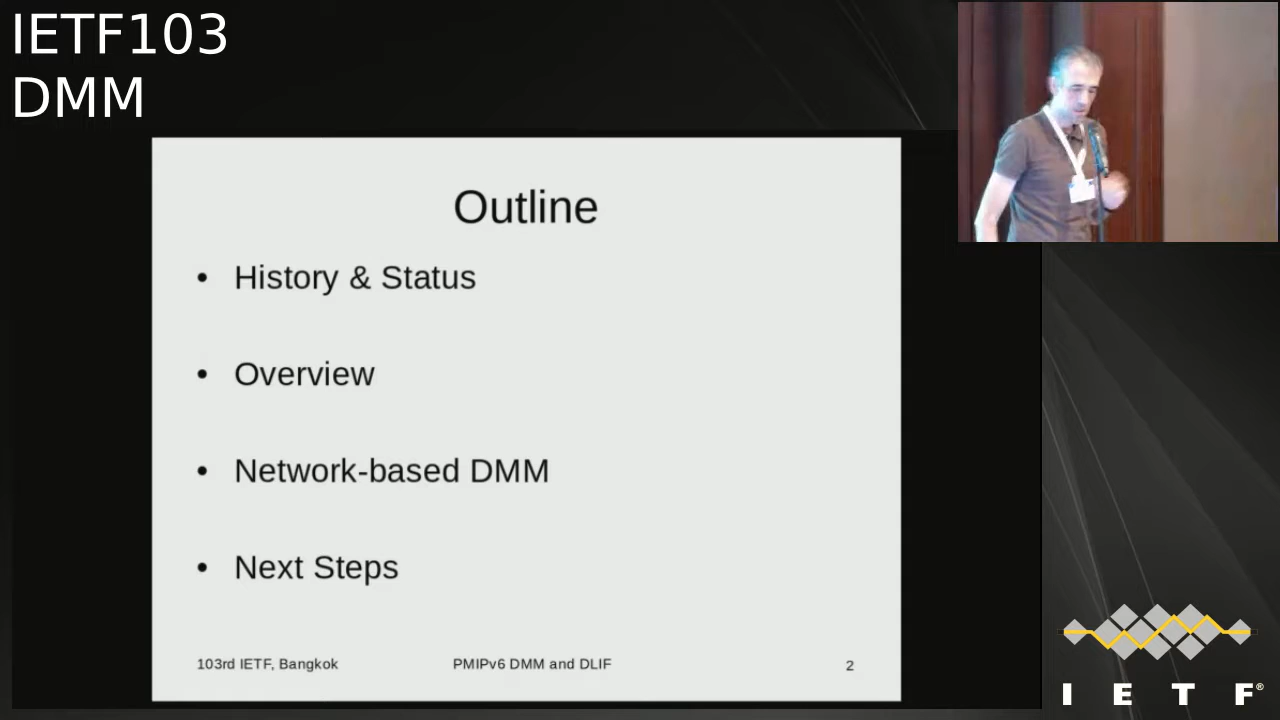 IETF103
DMM
Outline
• History & Status
• Overview
• Network-based DMM
• Next Steps
103rd IETF, Bangkok
PMIPv6 DMM and DLIF
2
I E T F®